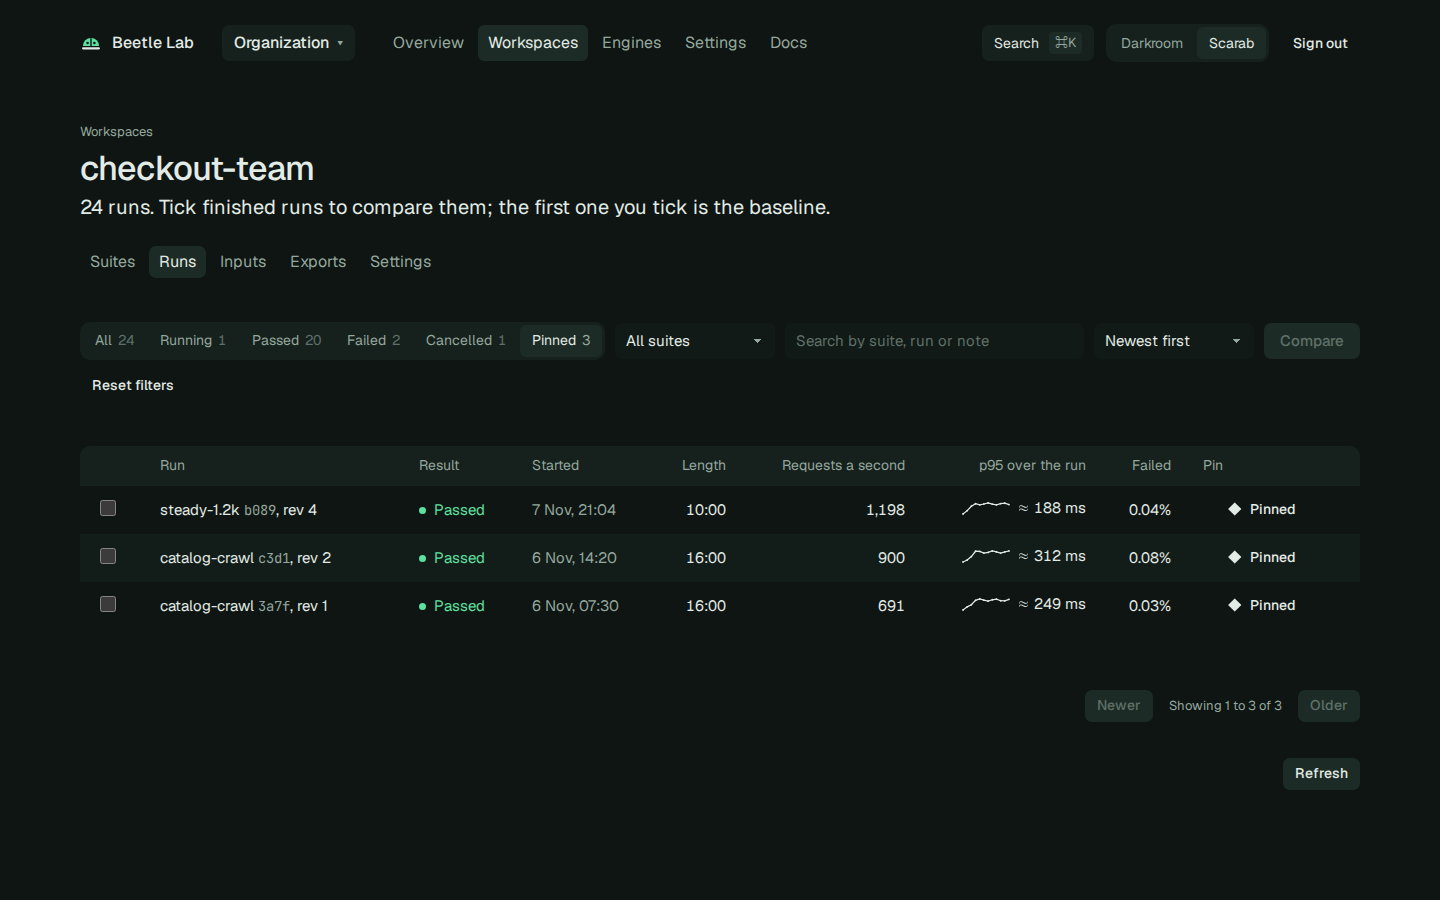 Beetle Lab Organization Overview Workspaces Engines Settings Docs Search ⌘K Darkroom Scarab Sign out
Workspaces
checkout-team
24 runs. Tick finished runs to compare them; the first one you tick is the baseline.
Suites Runs Inputs Exports Settings
All 24 Running 1 Passed 20 Failed 2 Cancelled 1 Pinned 3 All suites Search by suite, run or note Newest first Compare
Reset filters
Run Result Started Length Requests a second p95 over the run Failed Pin
steady-1.2k b089, rev 4 Passed 7 Nov, 21:04 10:00 1,198 ≈ 188 ms 0.04% Pinned
catalog-crawl c3d1, rev 2 Passed 6 Nov, 14:20 16:00 900 ≈ 312 ms 0.08% Pinned
catalog-crawl 3a7f, rev 1 Passed 6 Nov, 07:30 16:00 691 ≈ 249 ms 0.03% Pinned
Newer Showing 1 to 3 of 3 Older
Refresh